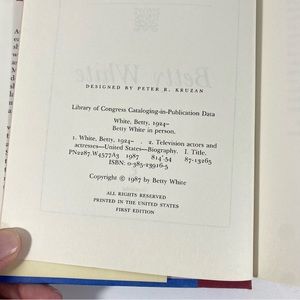 Betty White
DESIGNED BY PETER R. KRUZAN
Library of Congress Cataloging-in-Publication Data
White, Betty, 1924–
Betty White in person.
1. White, Betty, 1924– . 2. Television actors and
actresses—United States—Biography. I. Title.
PN2287.W4577A3 1987 814'.54 87-13265
ISBN: 0-385-23916-5
Copyright © 1987 by Betty White
ALL RIGHTS RESERVED
PRINTED IN THE UNITED STATES
FIRST EDITION